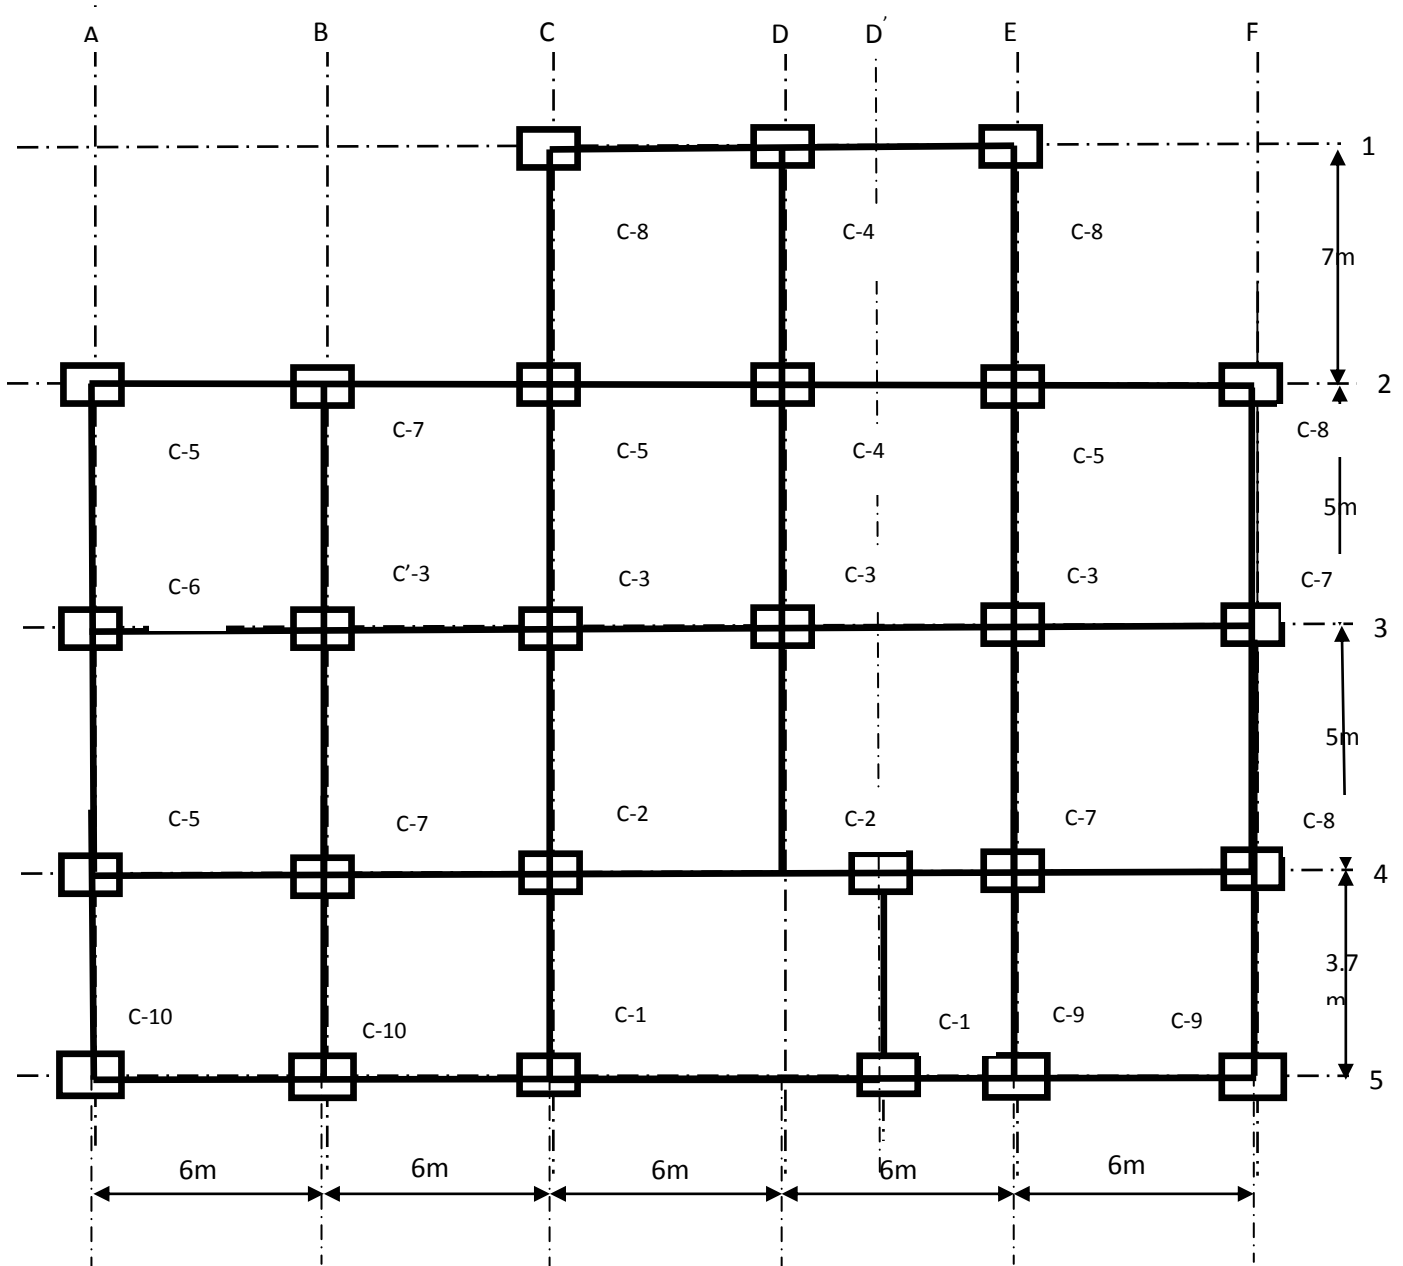 A B C D D′ E F
1
C-8 C-4 C-8
7m
2
C-5 C-7 C-5 C-4 C-5 C-8
5m
C-6 C′-3 C-3 C-3 C-3 C-7
3
5m
C-5 C-7 C-2 C-2 C-7 C-8
4
3.7
m
C-10 C-10 C-1 C-1 C-9 C-9
5
6m 6m 6m 6m 6m